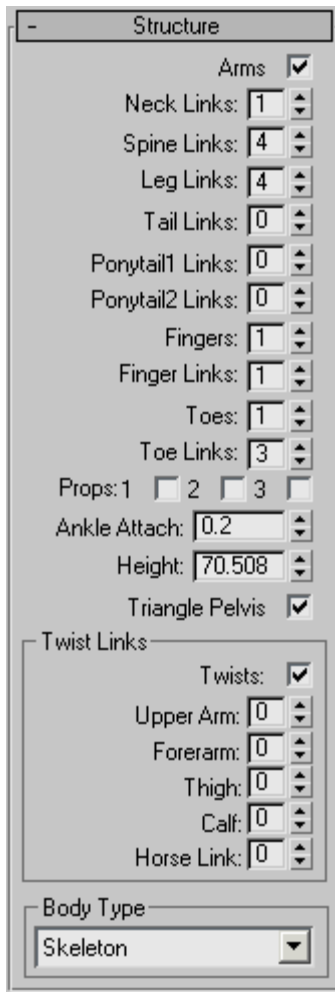 - Structure
Arms
Neck Links: 1
Spine Links: 4
Leg Links: 4
Tail Links: 0
Ponytail1 Links: 0
Ponytail2 Links: 0
Fingers: 1
Finger Links: 1
Toes: 1
Toe Links: 3
Props: 1 2 3
Ankle Attach: 0.2
Height: 70.508
Triangle Pelvis
Twist Links
Twists:
Upper Arm: 0
Forerarm: 0
Thigh: 0
Calf: 0
Horse Link: 0
Body Type
Skeleton